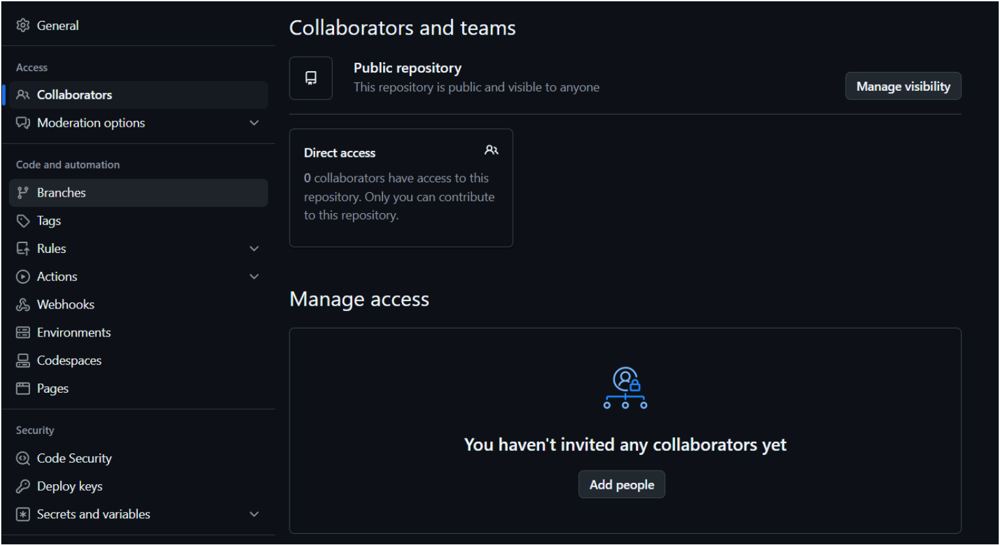 General
Access
Collaborators
Moderation options
Code and automation
Branches
Tags
Rules
Actions
Webhooks
Environments
Codespaces
Pages
Security
Code Security
Deploy keys
Secrets and variables
Collaborators and teams
Public repository
This repository is public and visible to anyone
Manage visibility
Direct access
0 collaborators have access to this
repository. Only you can contribute
to this repository.
Manage access
You haven't invited any collaborators yet
Add people